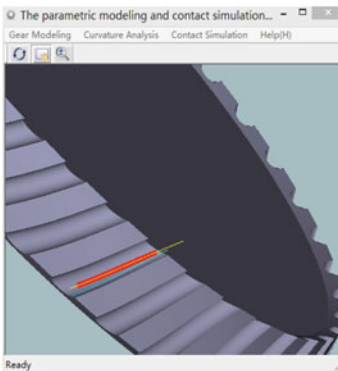 The parametric modeling and contact simulation...
Gear Modeling Curvature Analysis Contact Simulation Help(H)
Ready